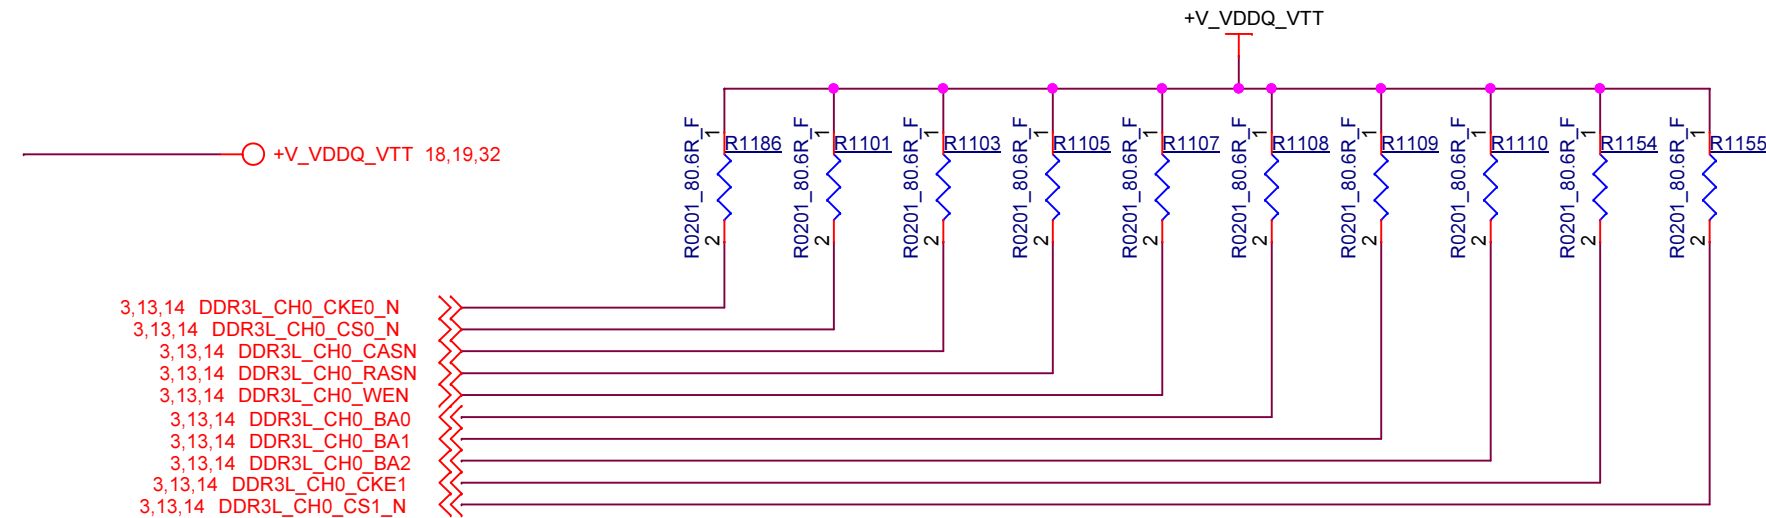 +V_VDDQ_VTT
+V_VDDQ_VTT 18,19,32
R0201_80.6R_F 1 2 R1186
R0201_80.6R_F 1 2 R1101
R0201_80.6R_F 1 2 R1103
R0201_80.6R_F 1 2 R1105
R0201_80.6R_F 1 2 R1107
R0201_80.6R_F 1 2 R1108
R0201_80.6R_F 1 2 R1109
R0201_80.6R_F 1 2 R1110
R0201_80.6R_F 1 2 R1154
R0201_80.6R_F 1 2 R1155
3,13,14 DDR3L_CH0_CKE0_N
3,13,14 DDR3L_CH0_CS0_N
3,13,14 DDR3L_CH0_CASN
3,13,14 DDR3L_CH0_RASN
3,13,14 DDR3L_CH0_WEN
3,13,14 DDR3L_CH0_BA0
3,13,14 DDR3L_CH0_BA1
3,13,14 DDR3L_CH0_BA2
3,13,14 DDR3L_CH0_CKE1
3,13,14 DDR3L_CH0_CS1_N